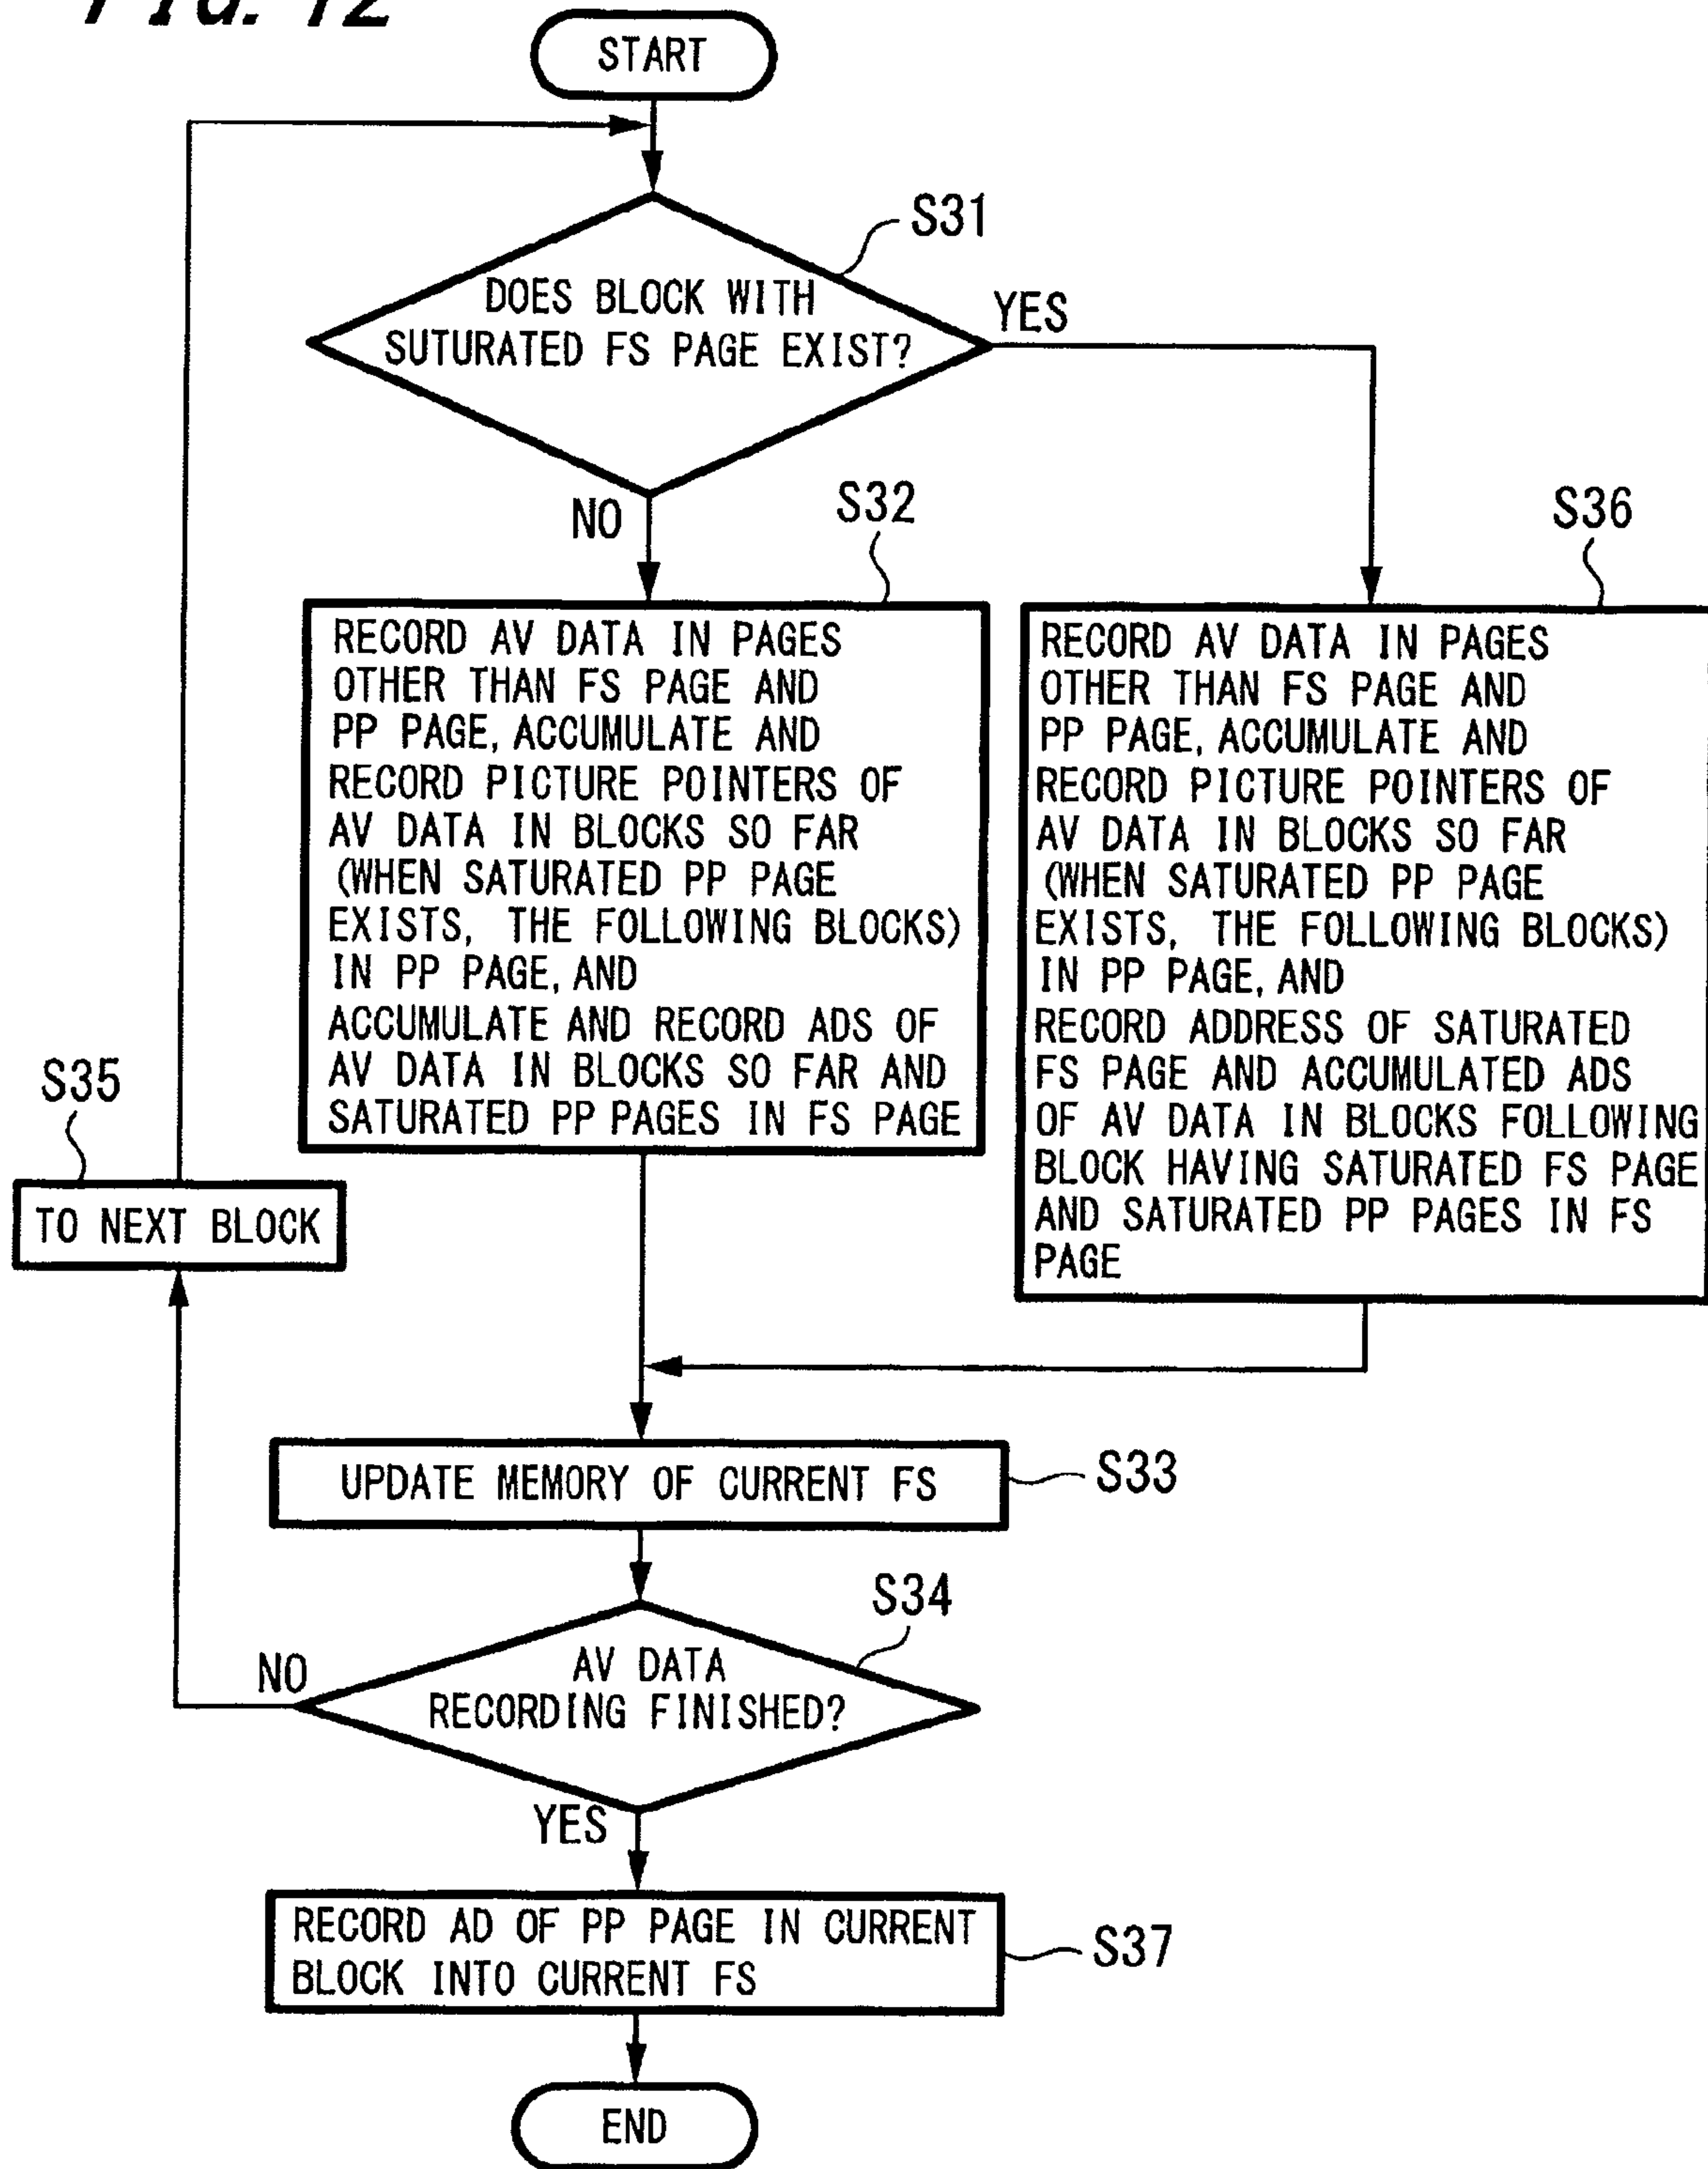 FIG. 12
START
S31
DOES BLOCK WITH
SUTURATED FS PAGE EXIST?
YES
NO
S32
RECORD AV DATA IN PAGES
OTHER THAN FS PAGE AND
PP PAGE, ACCUMULATE AND
RECORD PICTURE POINTERS OF
AV DATA IN BLOCKS SO FAR
(WHEN SATURATED PP PAGE
EXISTS, THE FOLLOWING BLOCKS)
IN PP PAGE, AND
ACCUMULATE AND RECORD ADS OF
AV DATA IN BLOCKS SO FAR AND
SATURATED PP PAGES IN FS PAGE
S36
RECORD AV DATA IN PAGES
OTHER THAN FS PAGE AND
PP PAGE, ACCUMULATE AND
RECORD PICTURE POINTERS OF
AV DATA IN BLOCKS SO FAR
(WHEN SATURATED PP PAGE
EXISTS, THE FOLLOWING BLOCKS)
IN PP PAGE, AND
RECORD ADDRESS OF SATURATED
FS PAGE AND ACCUMULATED ADS
OF AV DATA IN BLOCKS FOLLOWING
BLOCK HAVING SATURATED FS PAGE
AND SATURATED PP PAGES IN FS
PAGE
S35
TO NEXT BLOCK
UPDATE MEMORY OF CURRENT FS
S33
S34
AV DATA
RECORDING FINISHED?
NO
YES
RECORD AD OF PP PAGE IN CURRENT
BLOCK INTO CURRENT FS
S37
END